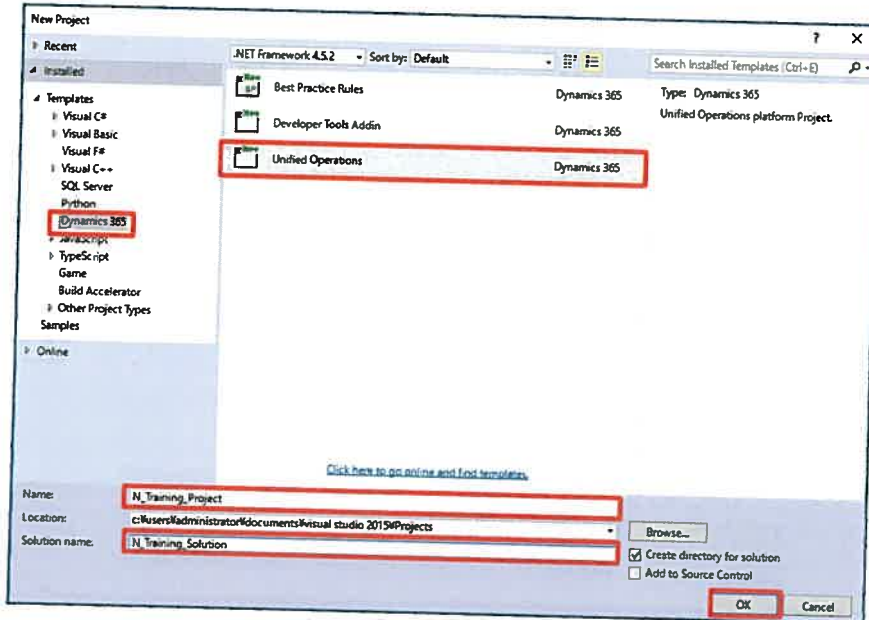 New Project
? ×
Recent
Installed
.NET Framework 4.5.2 Sort by: Default
Search Installed Templates (Ctrl+E)
Templates
Visual C#
Visual Basic
Visual F#
Visual C++
SQL Server
Python
Dynamics 365
JavaScript
TypeScript
Game
Build Accelerator
Other Project Types
Samples
Online
Best Practice Rules Dynamics 365
Developer Tools Addin Dynamics 365
Unified Operations Dynamics 365
Type: Dynamics 365
Unified Operations platform Project.
Click here to go online and find templates.
Name: N_Training_Project
Location: c:¥users¥administrator¥documents¥visual studio 2015¥Projects
Browse...
Solution name: N_Training_Solution
Create directory for solution
Add to Source Control
OK Cancel